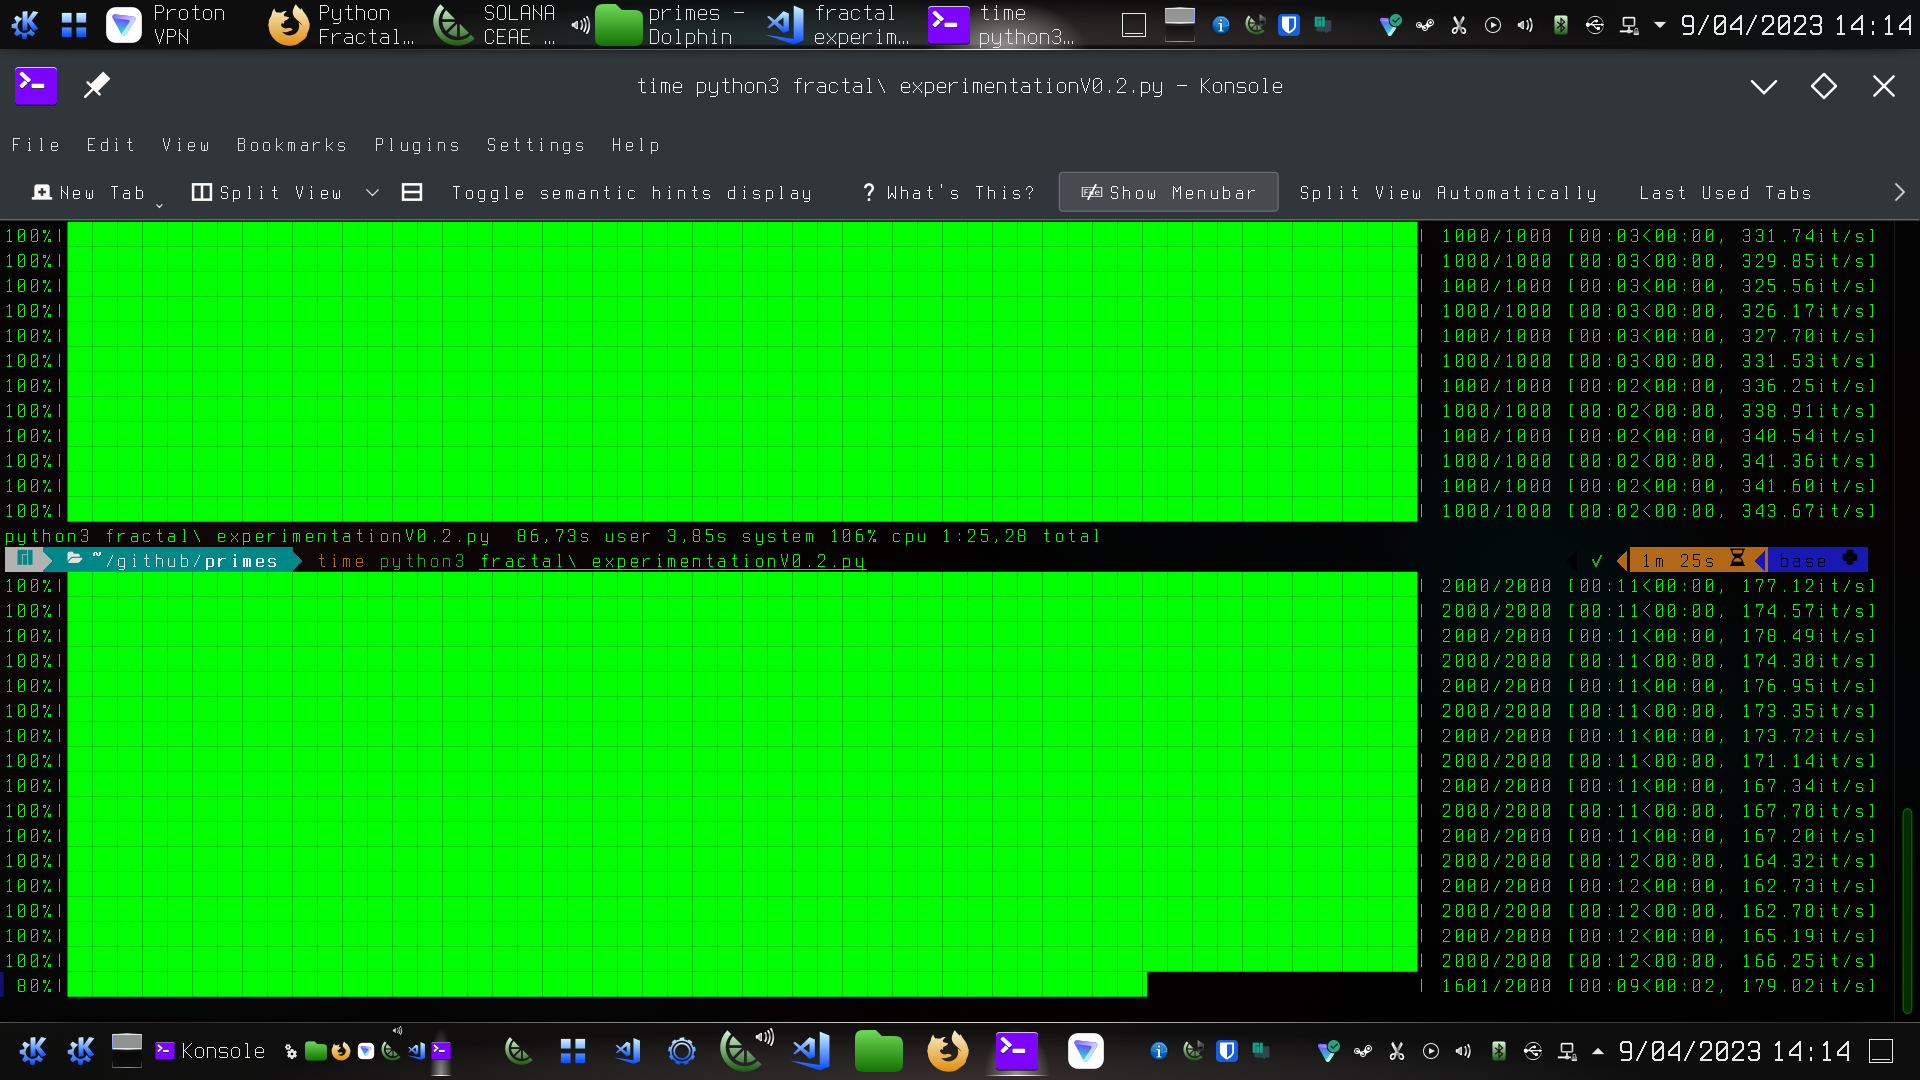 Proton VPN
Python Fractal...
SOLANA CEAE ...
primes – Dolphin
fractal experim...
time python3...
9/04/2023 14:14
time python3 fractal\ experimentationV0.2.py — Konsole
File Edit View Bookmarks Plugins Settings Help
New Tab Split View Toggle semantic hints display ? What's This? Show Menubar Split View Automatically Last Used Tabs
100%| | 1000/1000 [00:03<00:00, 331.74it/s]
100%| | 1000/1000 [00:03<00:00, 329.85it/s]
100%| | 1000/1000 [00:03<00:00, 325.56it/s]
100%| | 1000/1000 [00:03<00:00, 326.17it/s]
100%| | 1000/1000 [00:03<00:00, 327.70it/s]
100%| | 1000/1000 [00:03<00:00, 331.53it/s]
100%| | 1000/1000 [00:02<00:00, 336.25it/s]
100%| | 1000/1000 [00:02<00:00, 338.91it/s]
100%| | 1000/1000 [00:02<00:00, 340.54it/s]
100%| | 1000/1000 [00:02<00:00, 341.36it/s]
100%| | 1000/1000 [00:02<00:00, 341.60it/s]
100%| | 1000/1000 [00:02<00:00, 343.67it/s]
python3 fractal\ experimentationV0.2.py  86,73s user 3,85s system 106% cpu 1:25,28 total
~/github/primes time python3 fractal\ experimentationV0.2.py ✓ 1m 25s base
100%| | 2000/2000 [00:11<00:00, 177.12it/s]
100%| | 2000/2000 [00:11<00:00, 174.57it/s]
100%| | 2000/2000 [00:11<00:00, 178.49it/s]
100%| | 2000/2000 [00:11<00:00, 174.30it/s]
100%| | 2000/2000 [00:11<00:00, 176.95it/s]
100%| | 2000/2000 [00:11<00:00, 173.35it/s]
100%| | 2000/2000 [00:11<00:00, 173.72it/s]
100%| | 2000/2000 [00:11<00:00, 171.14it/s]
100%| | 2000/2000 [00:11<00:00, 167.34it/s]
100%| | 2000/2000 [00:11<00:00, 167.70it/s]
100%| | 2000/2000 [00:11<00:00, 167.20it/s]
100%| | 2000/2000 [00:12<00:00, 164.32it/s]
100%| | 2000/2000 [00:12<00:00, 162.73it/s]
100%| | 2000/2000 [00:12<00:00, 162.70it/s]
100%| | 2000/2000 [00:12<00:00, 165.19it/s]
100%| | 2000/2000 [00:12<00:00, 166.25it/s]
80%| | 1601/2000 [00:09<00:02, 179.02it/s]
Konsole 9/04/2023 14:14